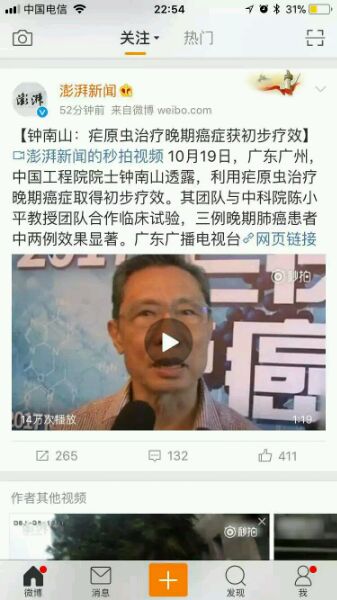 中国电信
22:54
31%
关注
热门
澎湃
澎湃新闻
52分钟前 来自微博 weibo.com
【钟南山：疟原虫治疗晚期癌症获初步疗效】
澎湃新闻的秒拍视频 10月19日，广东广州，
中国工程院院士钟南山透露，利用疟原虫治疗
晚期癌症取得初步疗效。其团队与中科院陈小
平教授团队合作临床试验，三例晚期肺癌患者
中两例效果显著。广东广播电视台 网页链接
2017
秒拍
癌
14万次播放
1:19
265
132
411
作者其他视频
秒拍
微博
消息
发现
我